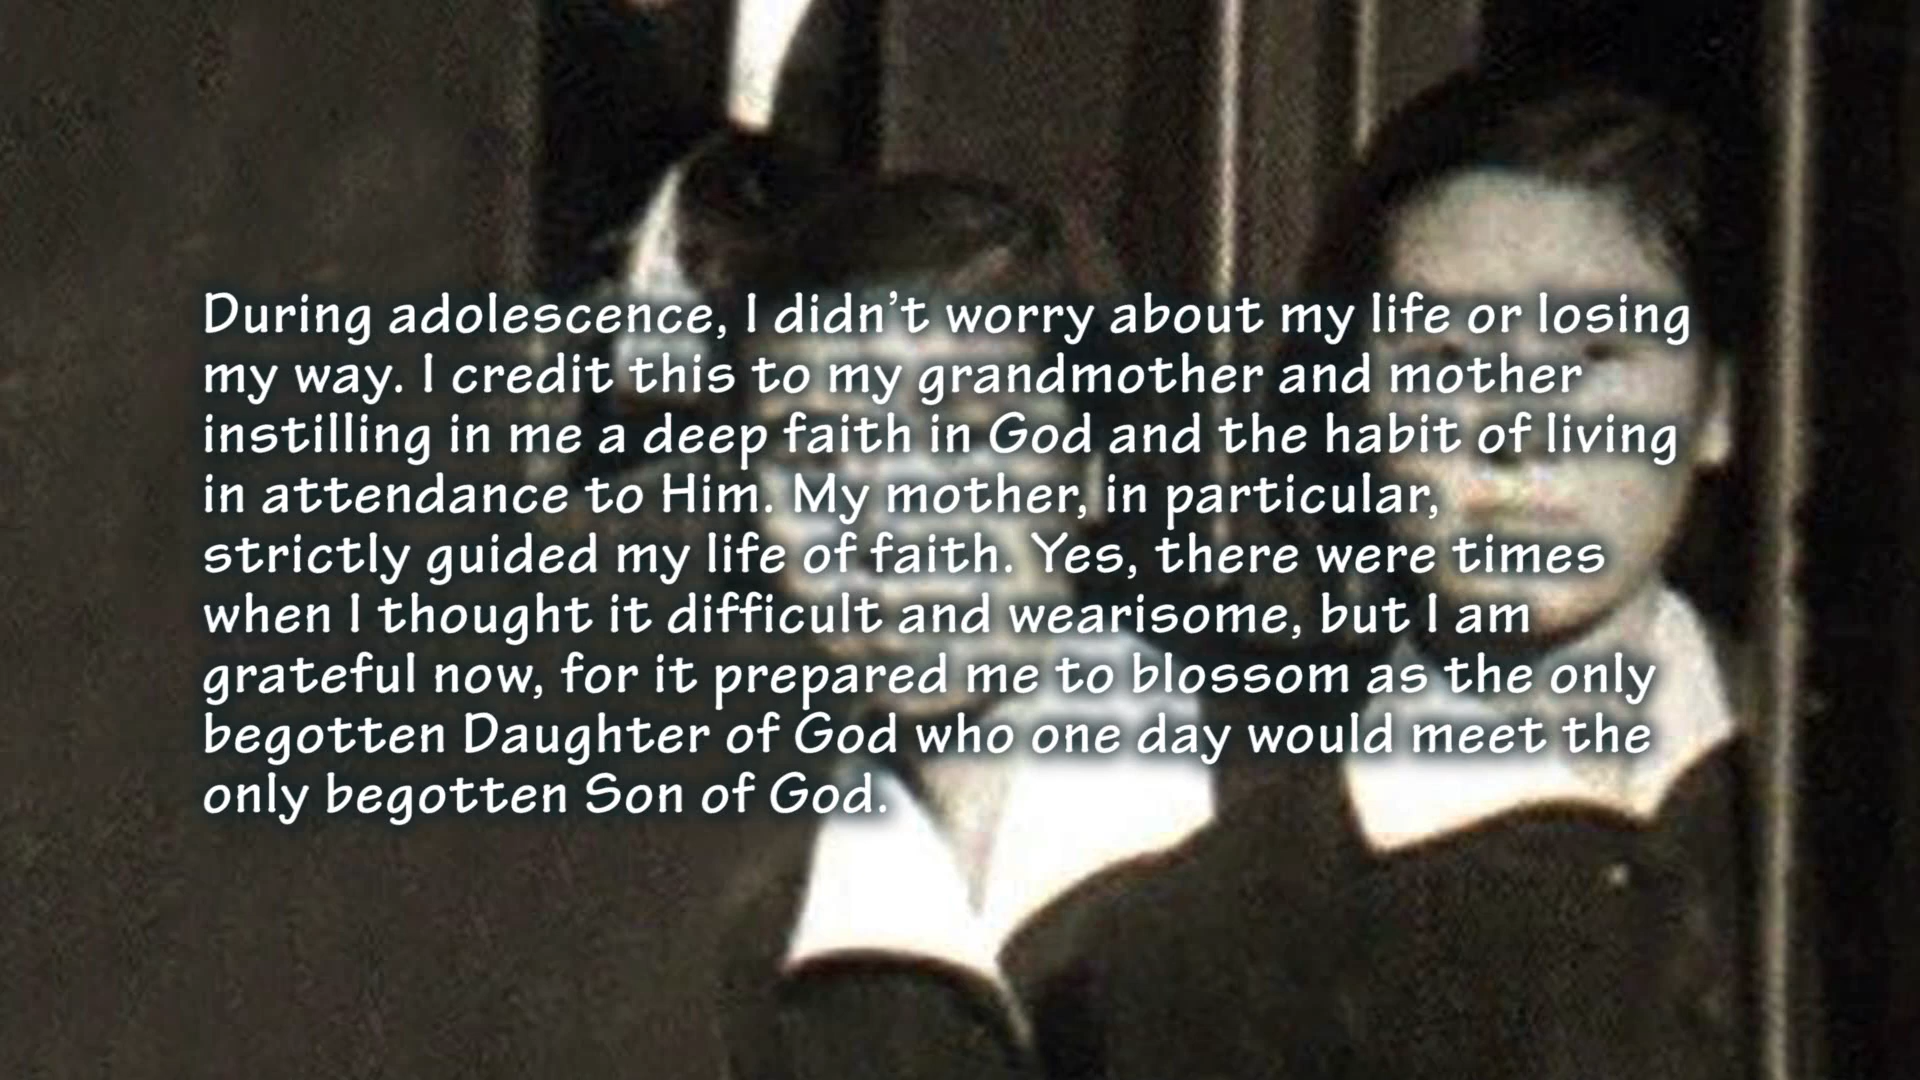 During adolescence, I didn’t worry about my life or losing
my way. I credit this to my grandmother and mother
instilling in me a deep faith in God and the habit of living
in attendance to Him. My mother, in particular,
strictly guided my life of faith. Yes, there were times
when I thought it difficult and wearisome, but I am
grateful now, for it prepared me to blossom as the only
begotten Daughter of God who one day would meet the
only begotten Son of God.